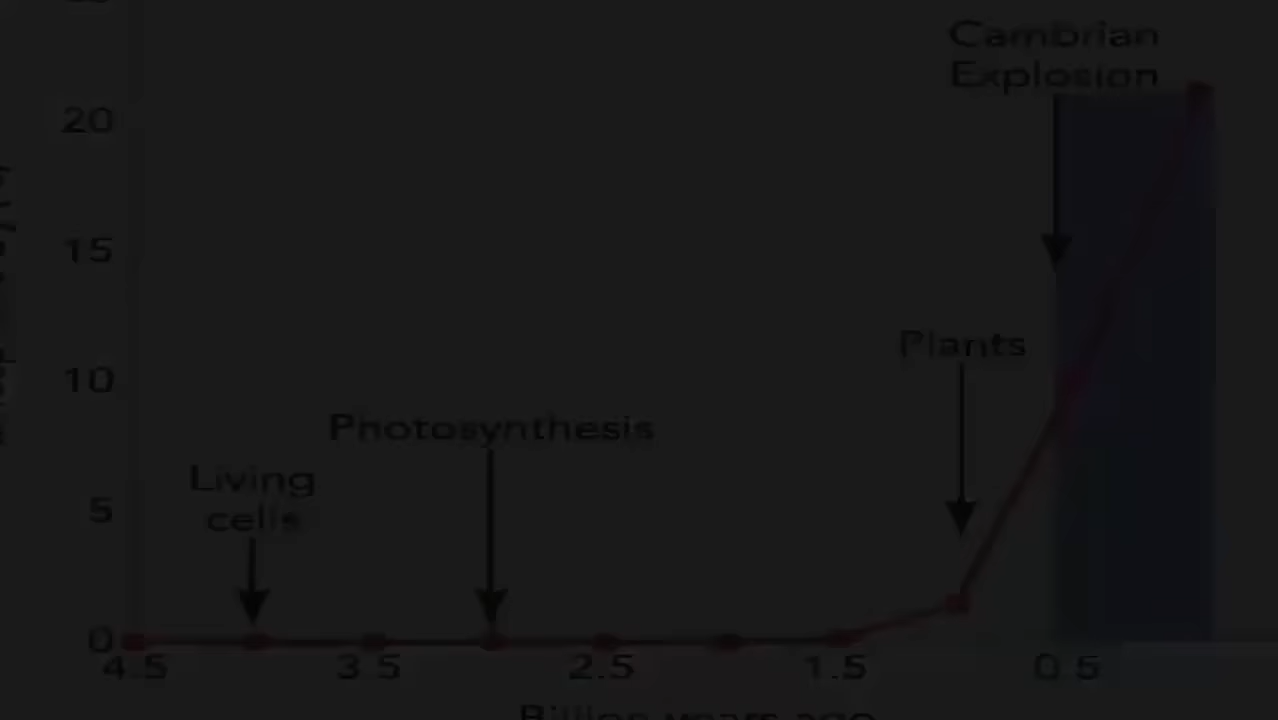 Cambrian
Explosion
20
15
Plants
10
Photosynthesis
Living
cells
5
0
4.5
3.5
2.5
1.5
0.5
Billion years ago